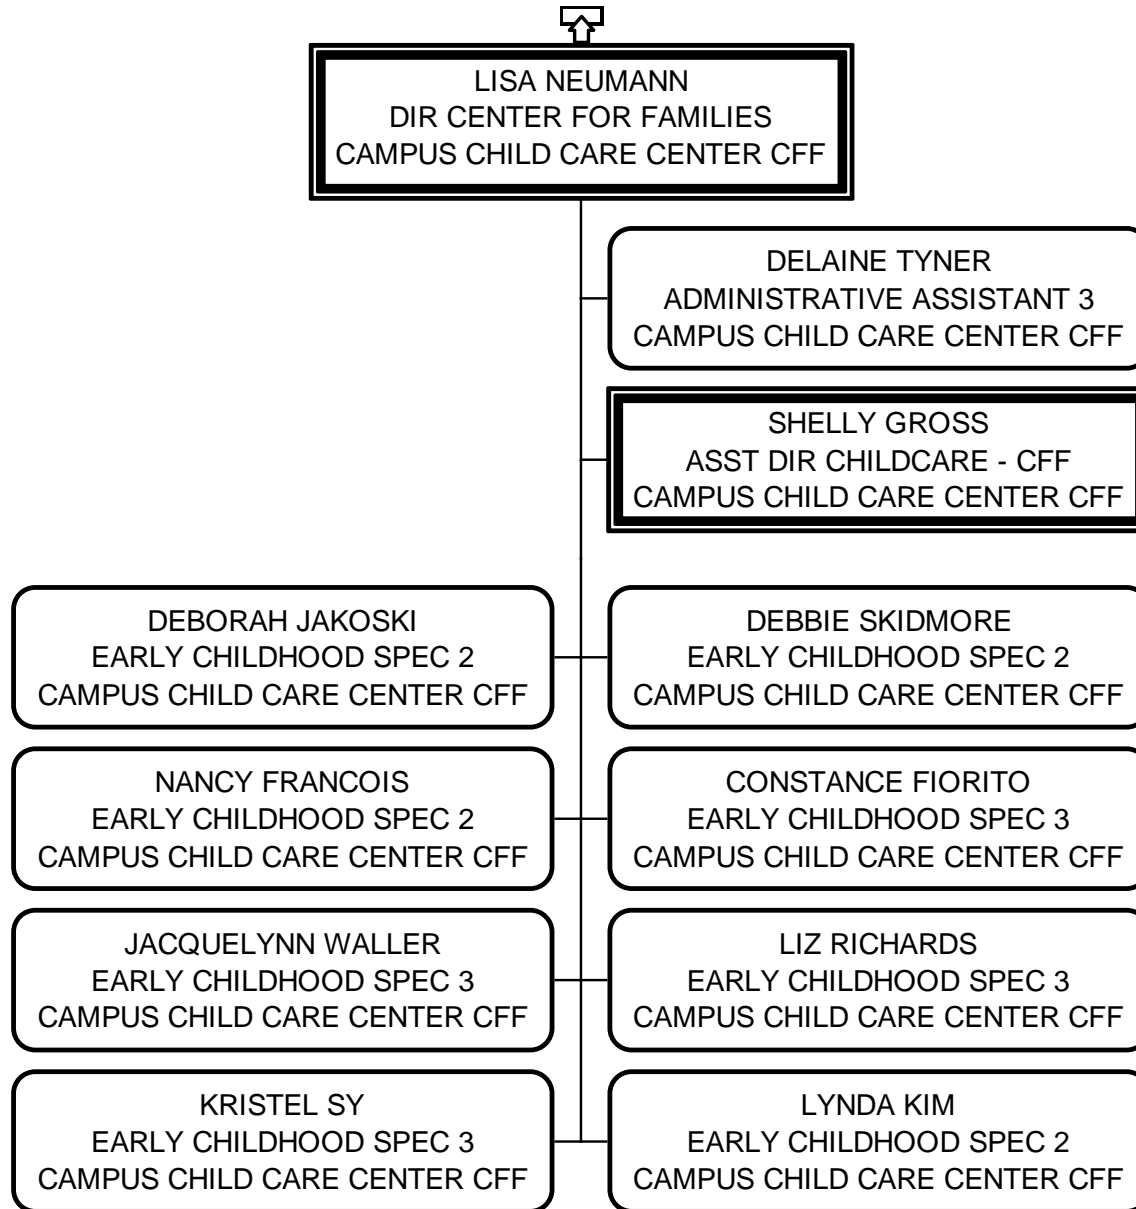 LISA NEUMANN
DIR CENTER FOR FAMILIES
CAMPUS CHILD CARE CENTER CFF
DELAINE TYNER
ADMINISTRATIVE ASSISTANT 3
CAMPUS CHILD CARE CENTER CFF
SHELLY GROSS
ASST DIR CHILDCARE - CFF
CAMPUS CHILD CARE CENTER CFF
DEBORAH JAKOSKI
EARLY CHILDHOOD SPEC 2
CAMPUS CHILD CARE CENTER CFF
DEBBIE SKIDMORE
EARLY CHILDHOOD SPEC 2
CAMPUS CHILD CARE CENTER CFF
NANCY FRANCOIS
EARLY CHILDHOOD SPEC 2
CAMPUS CHILD CARE CENTER CFF
CONSTANCE FIORITO
EARLY CHILDHOOD SPEC 3
CAMPUS CHILD CARE CENTER CFF
JACQUELYNN WALLER
EARLY CHILDHOOD SPEC 3
CAMPUS CHILD CARE CENTER CFF
LIZ RICHARDS
EARLY CHILDHOOD SPEC 3
CAMPUS CHILD CARE CENTER CFF
KRISTEL SY
EARLY CHILDHOOD SPEC 3
CAMPUS CHILD CARE CENTER CFF
LYNDA KIM
EARLY CHILDHOOD SPEC 2
CAMPUS CHILD CARE CENTER CFF